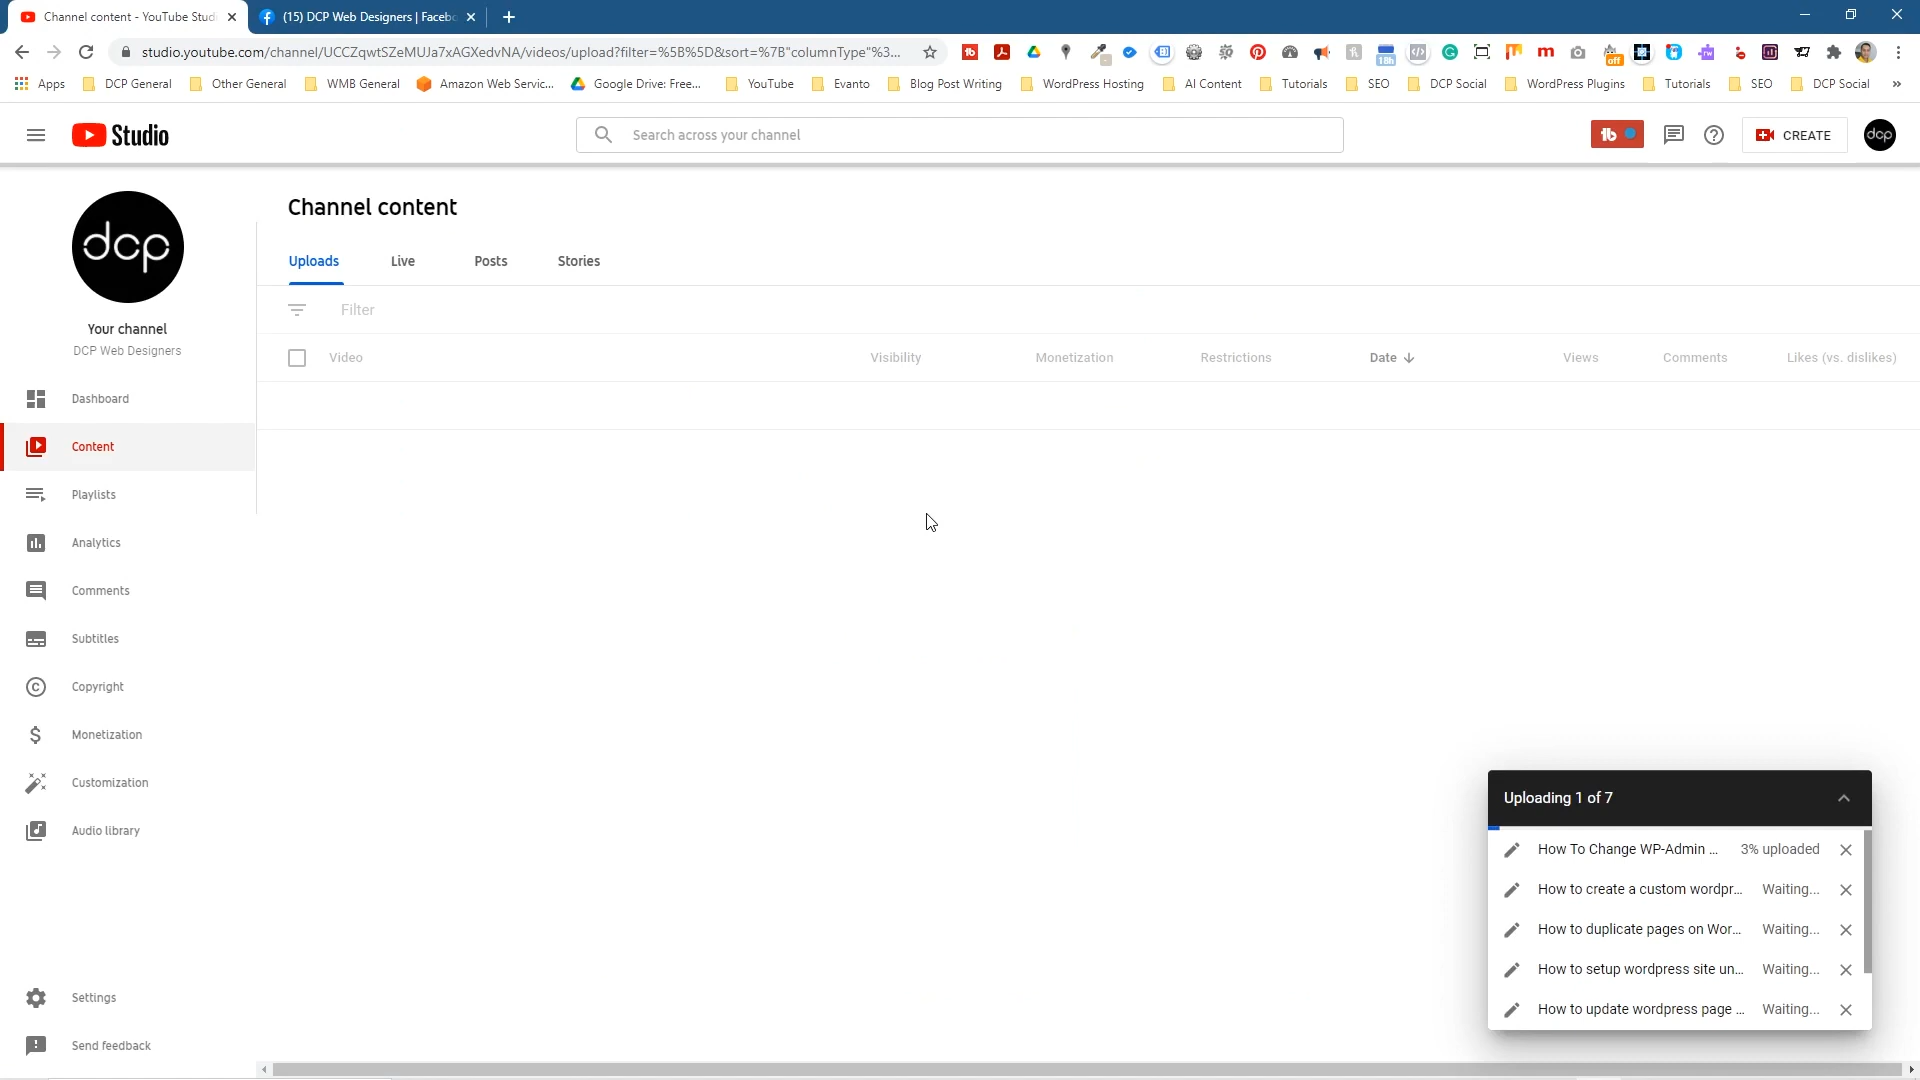 Channel content - YouTube Studi
(15) DCP Web Designers | Facebo
studio.youtube.com/channel/UCCZqwtSZeMUJa7xAGXedvNA/videos/upload?filter=%5B%5D&sort=%7B"columnType"%3...
18h
off
Apps
DCP General
Other General
WMB General
Amazon Web Servic...
Google Drive: Free...
YouTube
Evanto
Blog Post Writing
WordPress Hosting
AI Content
Tutorials
SEO
DCP Social
WordPress Plugins
Tutorials
SEO
DCP Social
»
Studio
Search across your channel
CREATE
dcp
dcp
Your channel
DCP Web Designers
Dashboard
Content
Playlists
Analytics
Comments
Subtitles
Copyright
Monetization
Customization
Audio library
Settings
Send feedback
Channel content
Uploads
Live
Posts
Stories
Filter
Video
Visibility
Monetization
Restrictions
Date
Views
Comments
Likes (vs. dislikes)
Uploading 1 of 7
How To Change WP-Admin ... 3% uploaded
How to create a custom wordpr... Waiting...
How to duplicate pages on Wor... Waiting...
How to setup wordpress site un... Waiting...
How to update wordpress page ... Waiting...